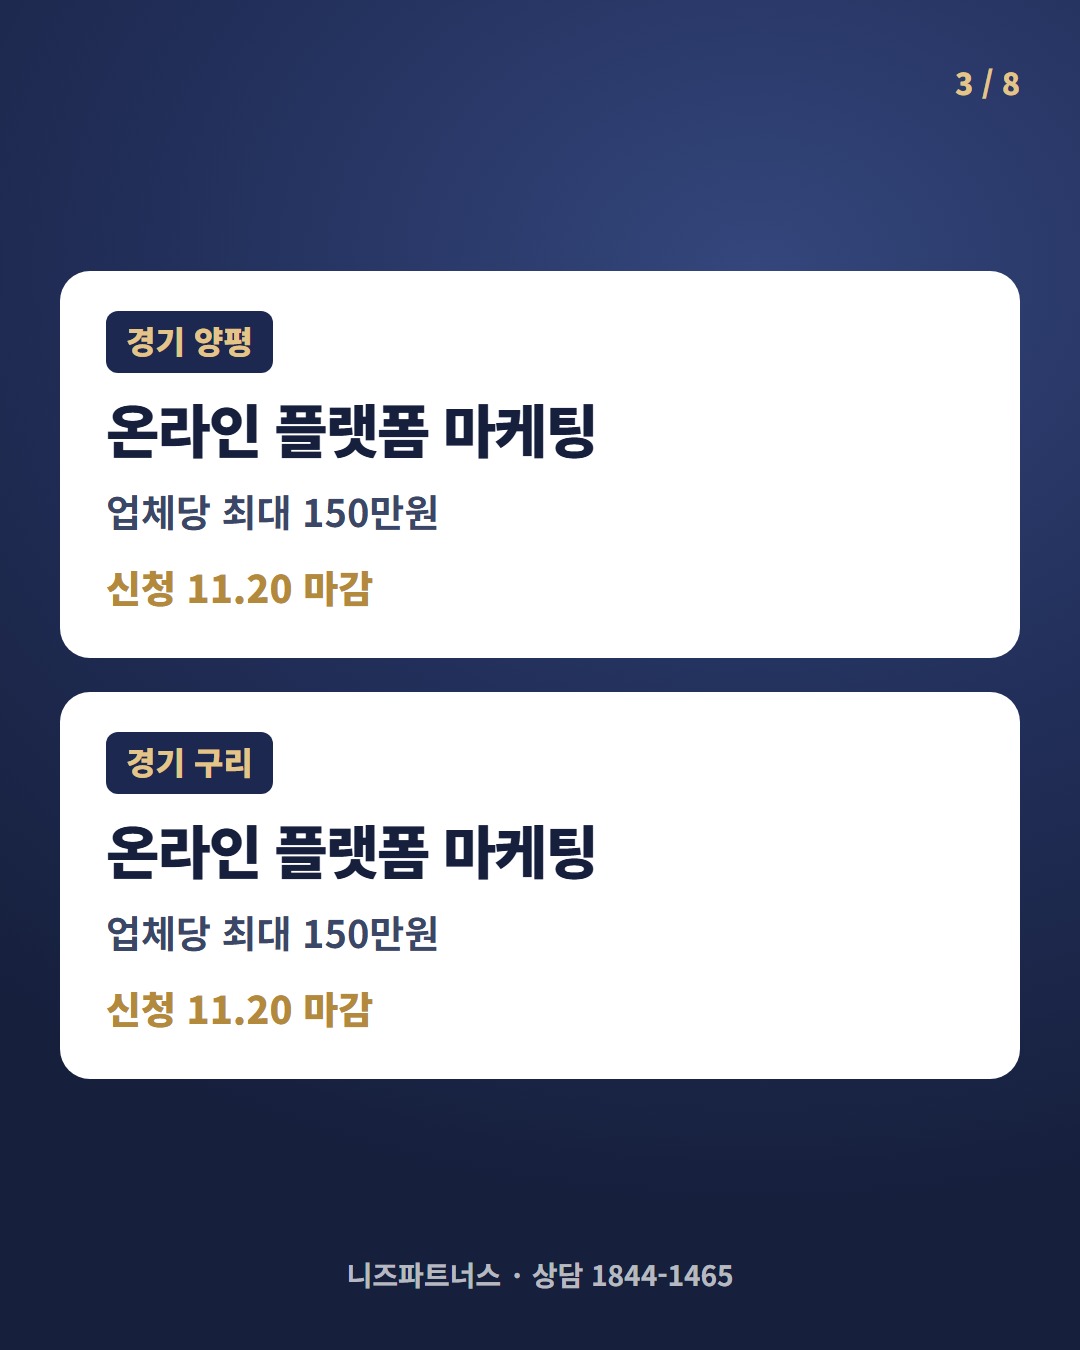 3 / 8
경기 양평
온라인 플랫폼 마케팅
업체당 최대 150만원
신청 11.20 마감
경기 구리
온라인 플랫폼 마케팅
업체당 최대 150만원
신청 11.20 마감
니즈파트너스 · 상담 1844-1465